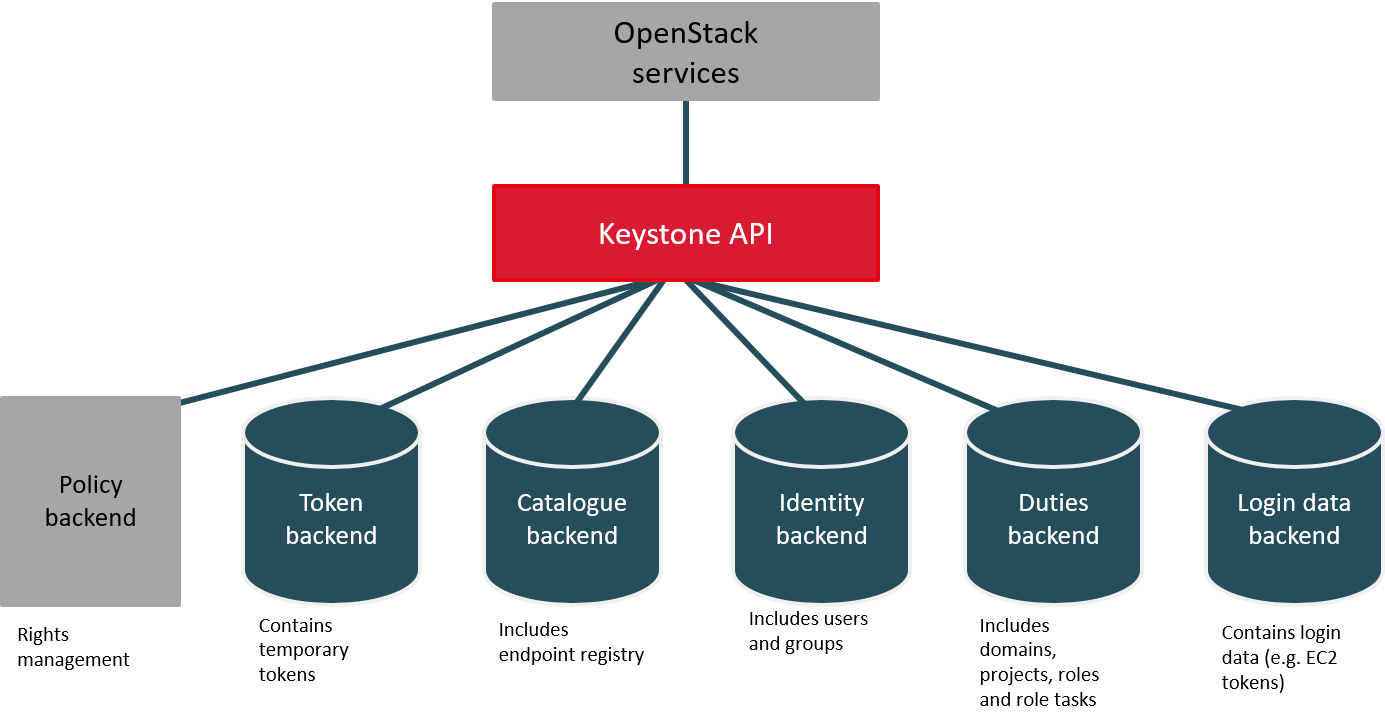 OpenStack
services
Keystone API
Policy
backend
Token
backend
Catalogue
backend
Identity
backend
Duties
backend
Login data
backend
Rights
management
Contains
temporary
tokens
Includes
endpoint registry
Includes users
and groups
Includes
domains,
projects, roles
and role tasks
Contains login
data (e.g. EC2
tokens)